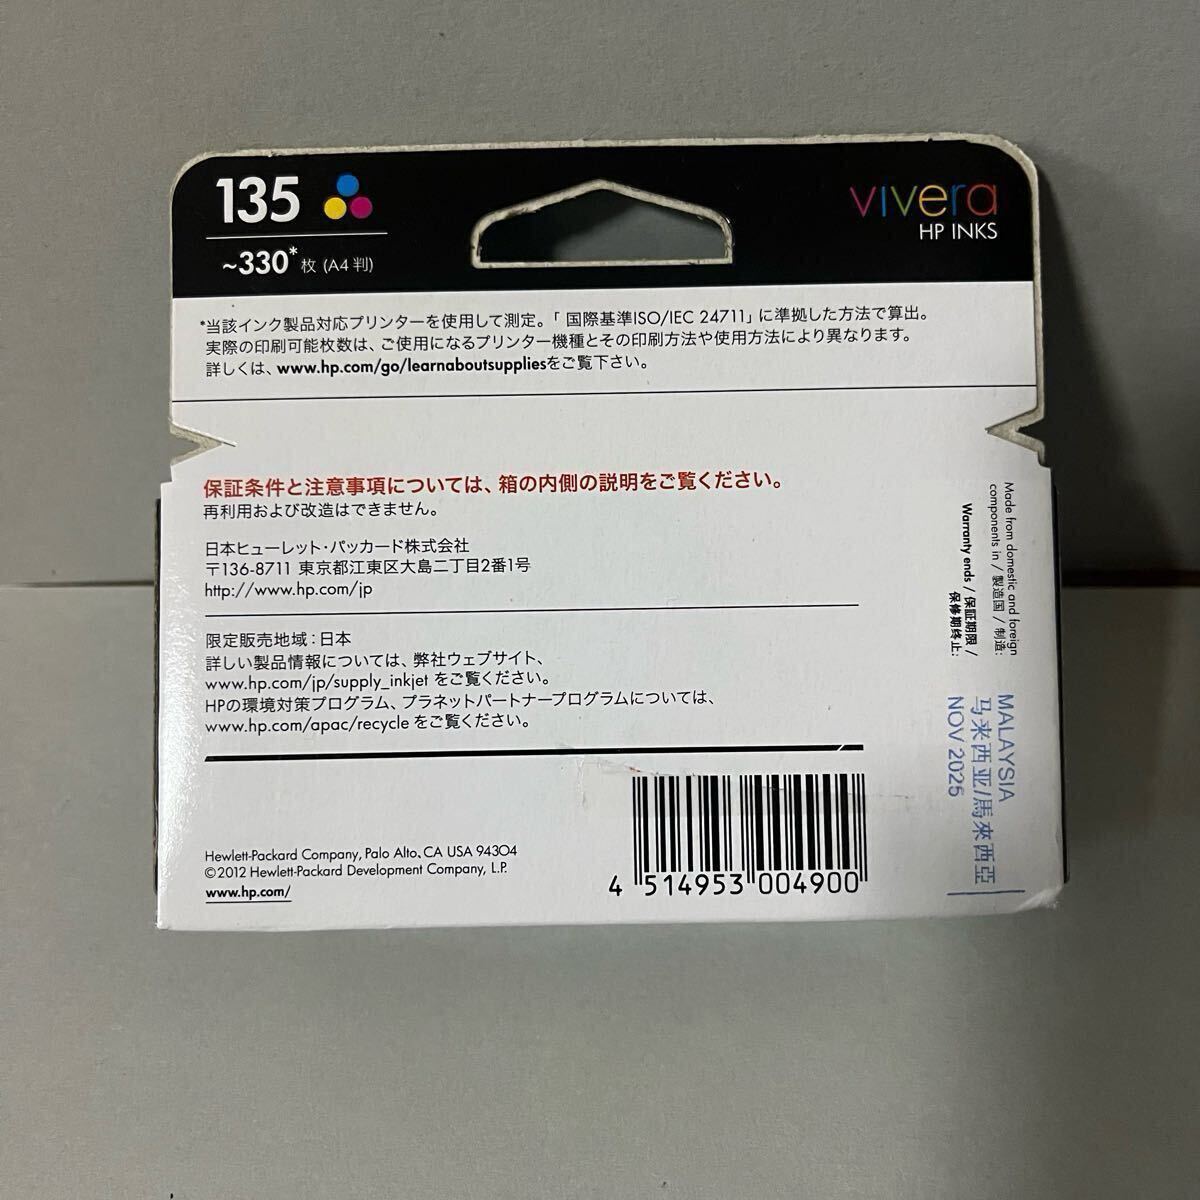 135
~330*枚 (A4 判)
vivera
HP INKS
*当該インク製品対応プリンターを使用して測定。「 国際基準ISO/IEC 24711」に準拠した方法で算出。
実際の印刷可能枚数は、ご使用になるプリンター機種とその印刷方法や使用方法により異なります。
詳しくは、www.hp.com/go/learnaboutsuppliesをご覧下さい。
保証条件と注意事項については、箱の内側の説明をご覧ください。
再利用および改造はできません。
日本ヒューレット・パッカード株式会社
〒136-8711 東京都江東区大島二丁目2番1号
http://www.hp.com/jp
限定販売地域：日本
詳しい製品情報については、弊社ウェブサイト、
www.hp.com/jp/supply_inkjet をご覧ください。
HPの環境対策プログラム、プラネットパートナープログラムについては、
www.hp.com/apac/recycle をご覧ください。
Hewlett-Packard Company, Palo Alto, CA USA 94304
©2012 Hewlett-Packard Development Company, L.P.
www.hp.com/
4 514953 004900
Made from domestic and foreign
components in / 製造国 / 制造:
Warranty ends / 保証期限 /
保修期终止:
MALAYSIA
马来西亚/馬來西亞
NOV 2025